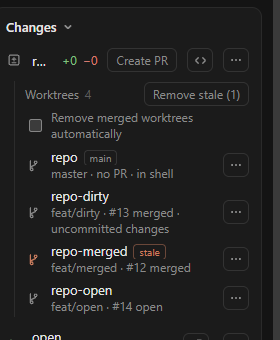 Changes
r... +0 −0 Create PR <> ...
Worktrees 4 Remove stale (1)
Remove merged worktrees
automatically
repo main
master · no PR · in shell
repo-dirty
feat/dirty · #13 merged ·
uncommitted changes
repo-merged stale
feat/merged · #12 merged
repo-open
feat/open · #14 open